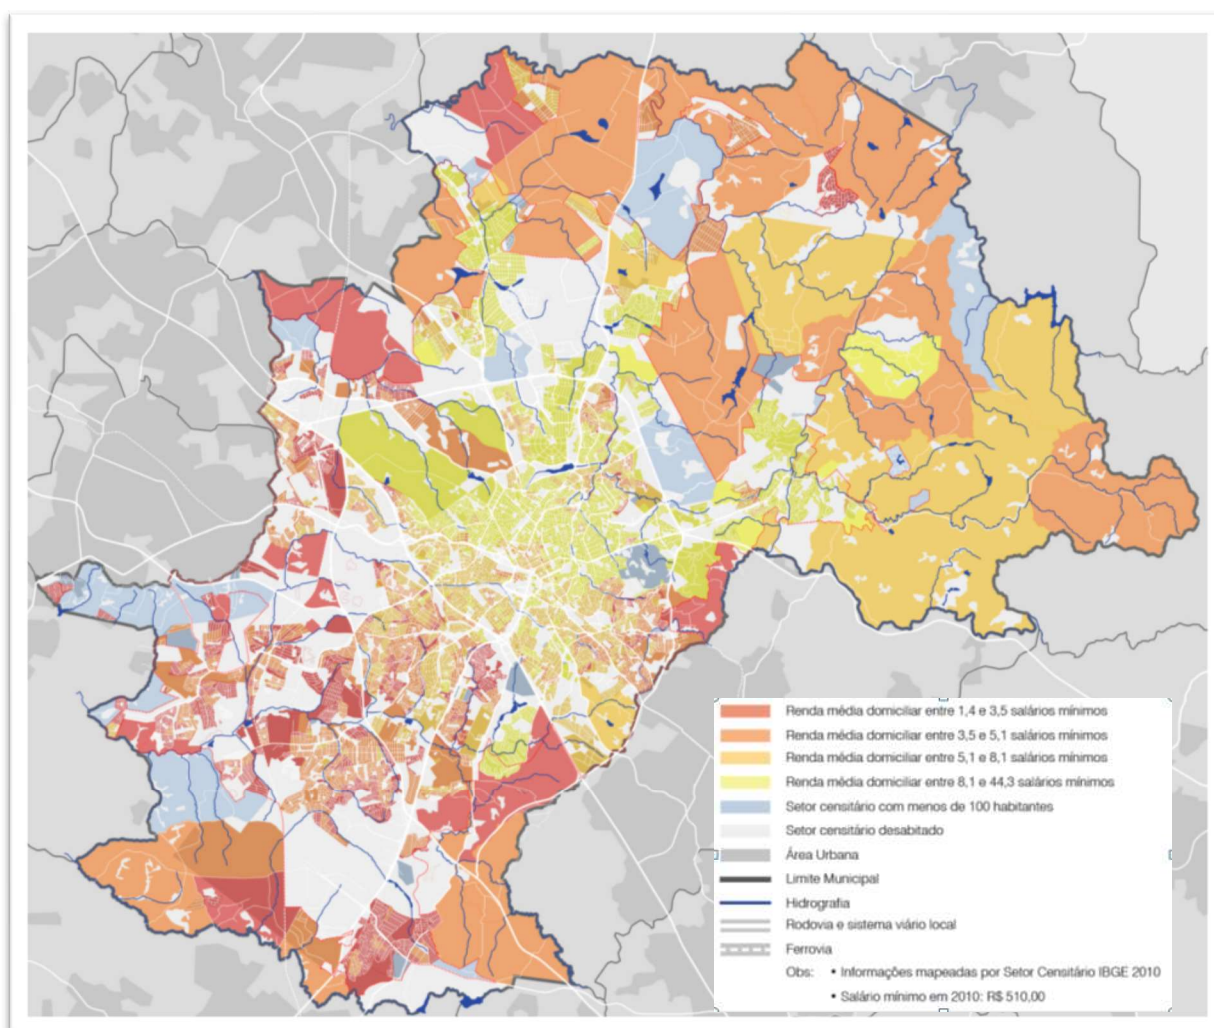 Renda média domiciliar entre 1,4 e 3,5 salários mínimos
Renda média domiciliar entre 3,5 e 5,1 salários mínimos
Renda média domiciliar entre 5,1 e 8,1 salários mínimos
Renda média domiciliar entre 8,1 e 44,3 salários mínimos
Setor censitário com menos de 100 habitantes
Setor censitário desabitado
Área Urbana
Limite Municipal
Hidrografia
Rodovia e sistema viário local
Ferrovia
Obs: • Informações mapeadas por Setor Censitário IBGE 2010
• Salário mínimo em 2010: R$ 510,00